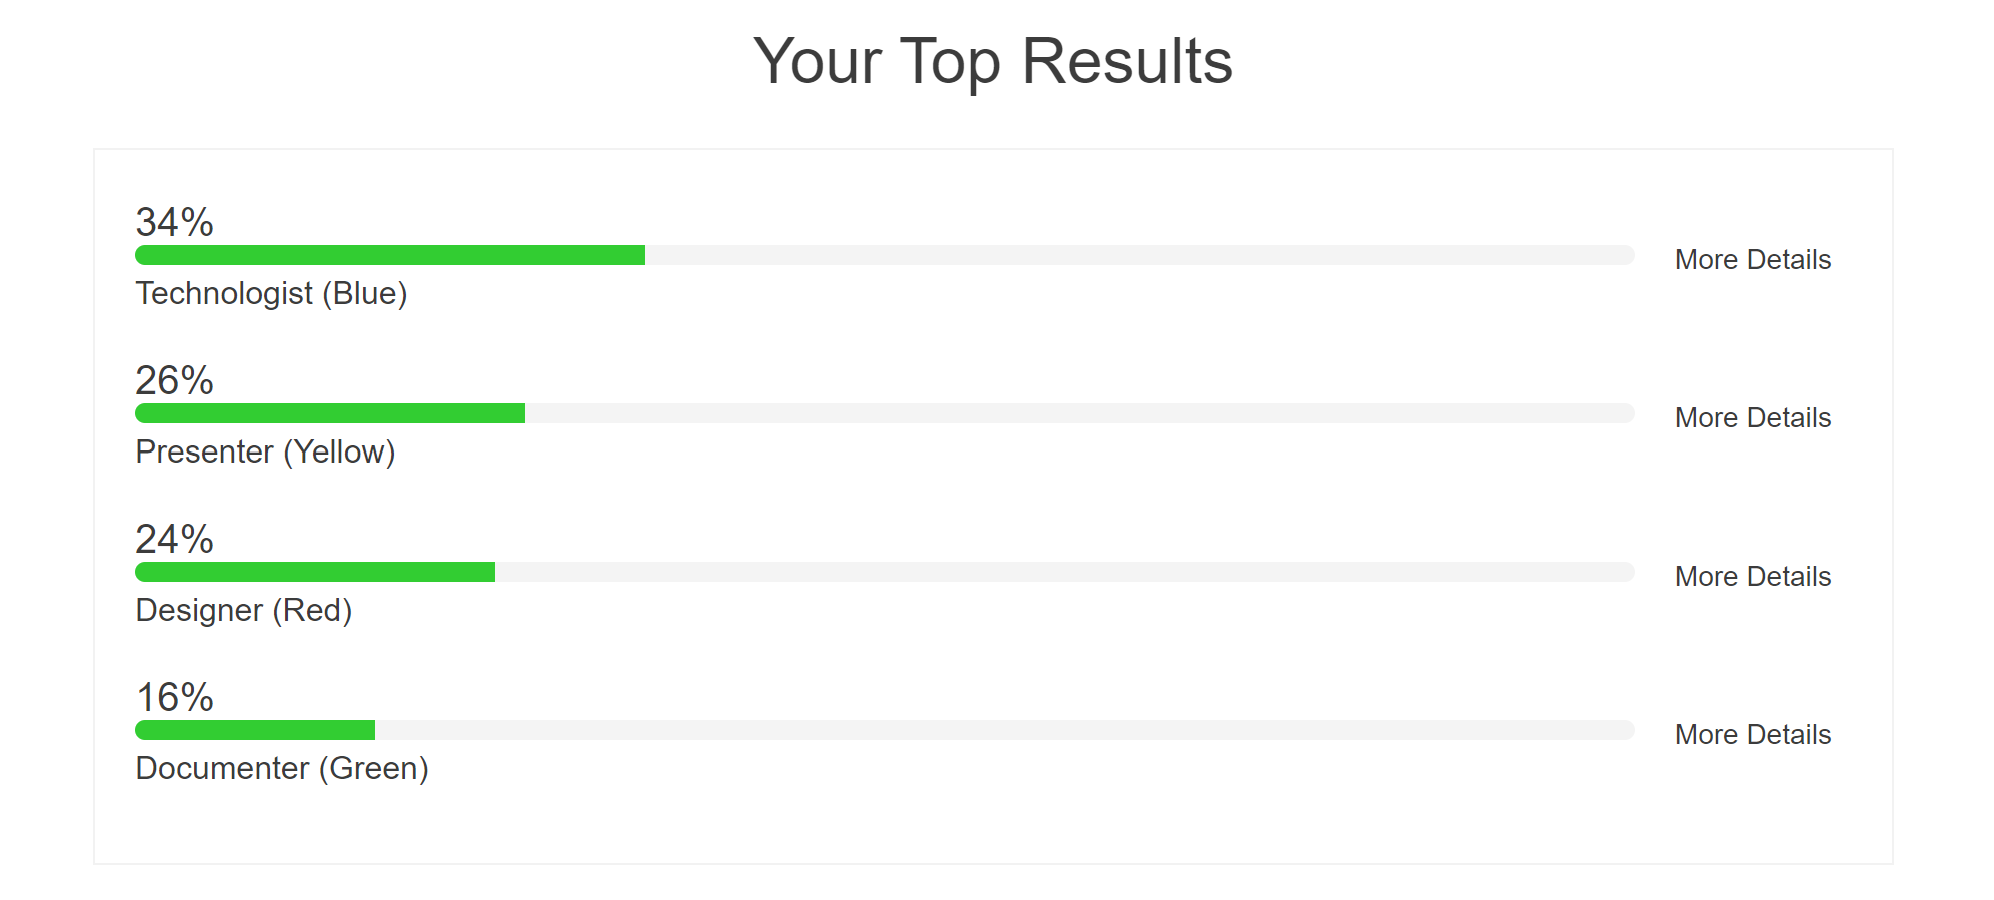 Your Top Results
34%
More Details
Technologist (Blue)
26%
More Details
Presenter (Yellow)
24%
More Details
Designer (Red)
16%
More Details
Documenter (Green)